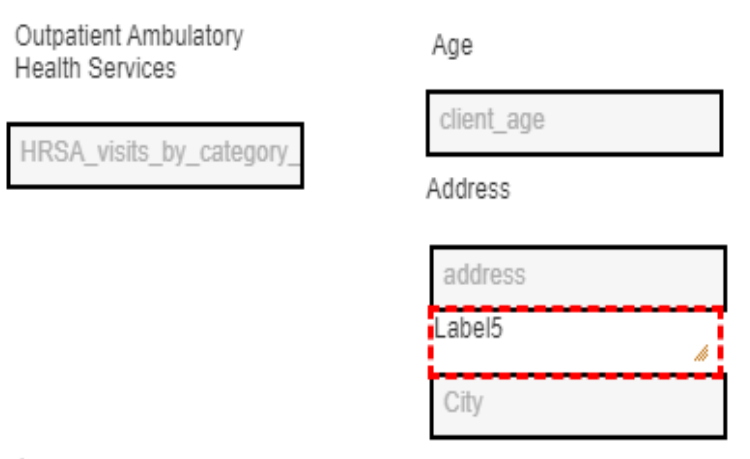 Outpatient Ambulatory
Health Services
HRSA_visits_by_category_
Age
client_age
Address
address
Label5
City